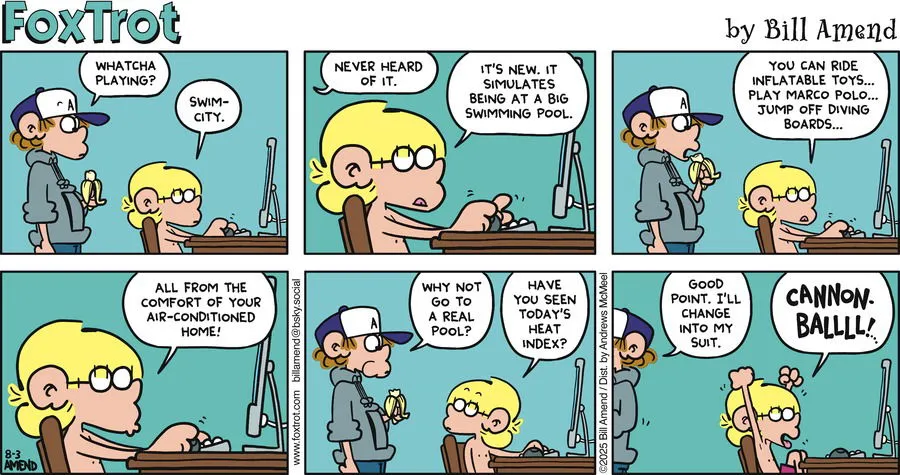 FoxTrot
by Bill Amend
WHATCHA
PLAYING?
SWIM-
CITY.
NEVER HEARD
OF IT.
IT'S NEW. IT
SIMULATES
BEING AT A BIG
SWIMMING POOL.
YOU CAN RIDE
INFLATABLE TOYS...
PLAY MARCO POLO...
JUMP OFF DIVING
BOARDS...
A
A
ALL FROM THE
COMFORT OF YOUR
AIR-CONDITIONED
HOME!
8-3
AMEND
www.foxtrot.com billamend@bsky.social
WHY NOT
GO TO
A REAL
POOL?
HAVE
YOU SEEN
TODAY'S
HEAT
INDEX?
A
©2025 Bill Amend / Dist. by Andrews McMeel
GOOD
POINT. I'LL
CHANGE
INTO MY
SUIT.
CANNON-
BALLLL!..